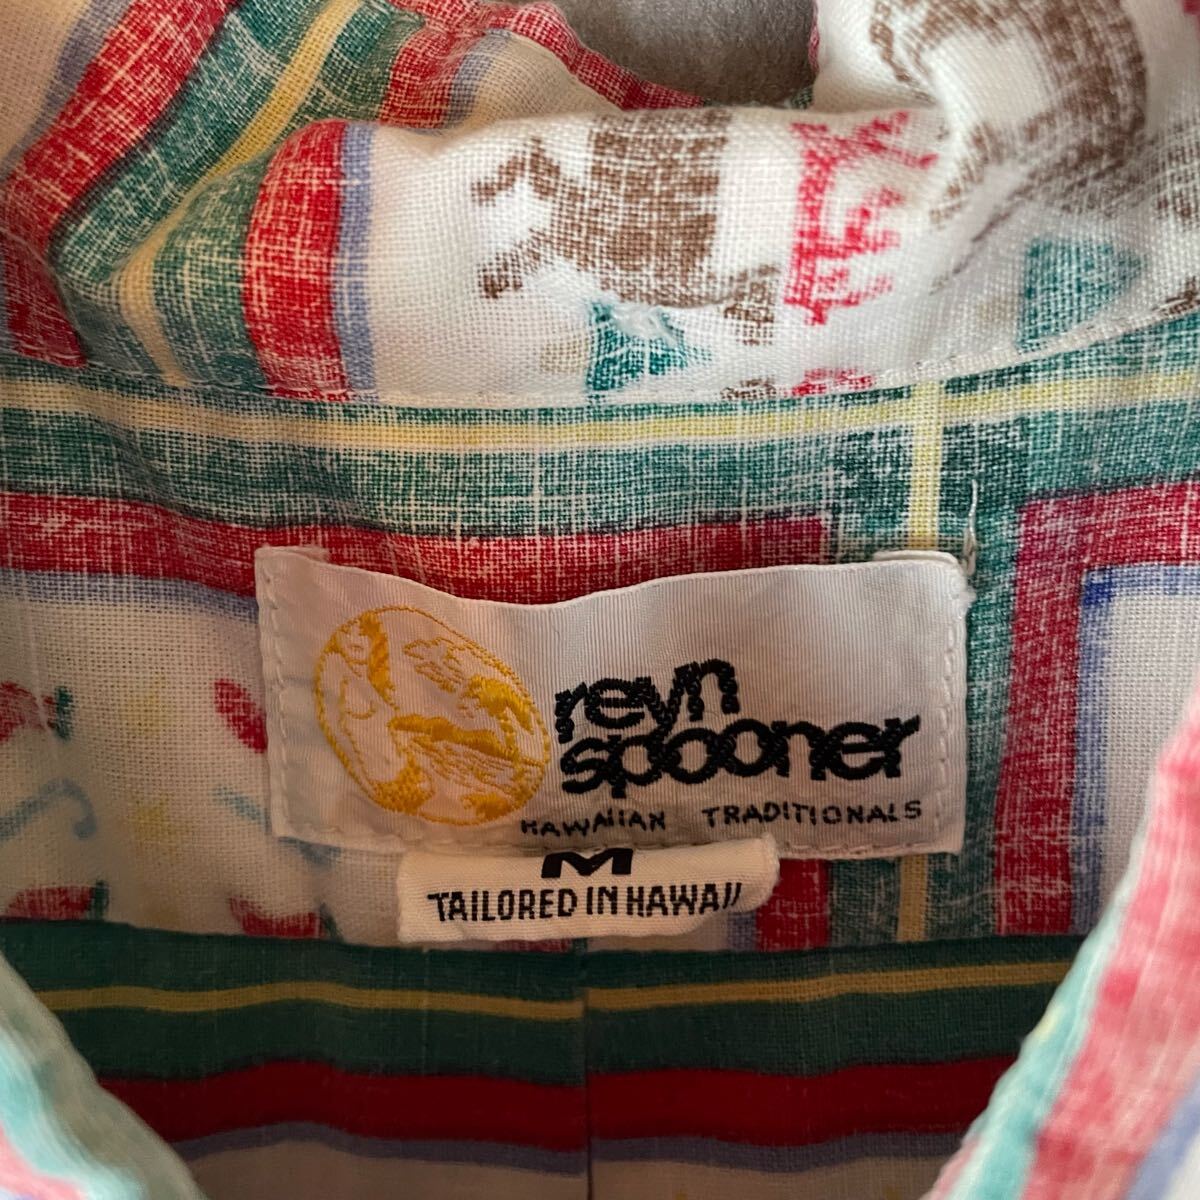 reyn
spooner
HAWAIIAN TRADITIONALS
M
TAILORED IN HAWAII